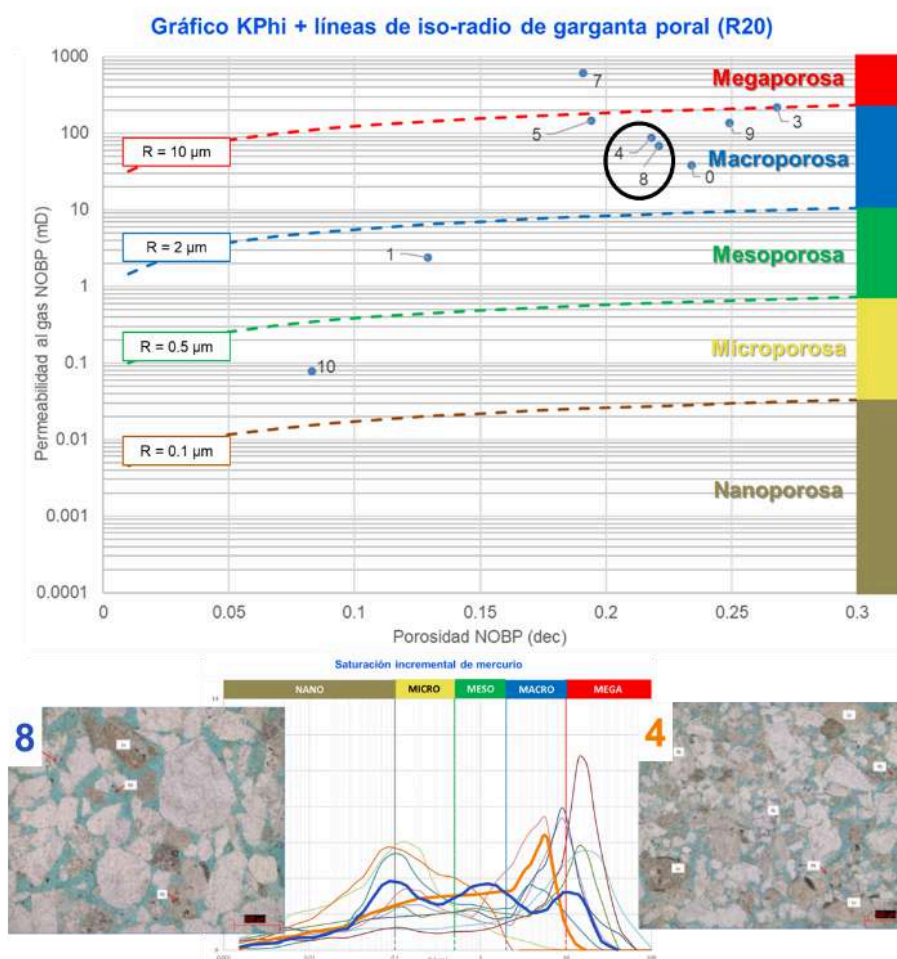 Gráfico KPhi + líneas de iso-radio de garganta poral (R20)
1000
100
10
1
0.1
0.01
0.001
0.0001
Permeabilidad al gas NOBP (mD)
R = 10 µm
R = 2 µm
R = 0.5 µm
R = 0.1 µm
7
5
4
8
9
3
0
1
10
Megaporosa
Macroporosa
Mesoporosa
Microporosa
Nanoporosa
0 0.05 0.1 0.15 0.2 0.25 0.3
Porosidad NOBP (dec)
Saturación incremental de mercurio
NANO MICRO MESO MACRO MEGA
8
4